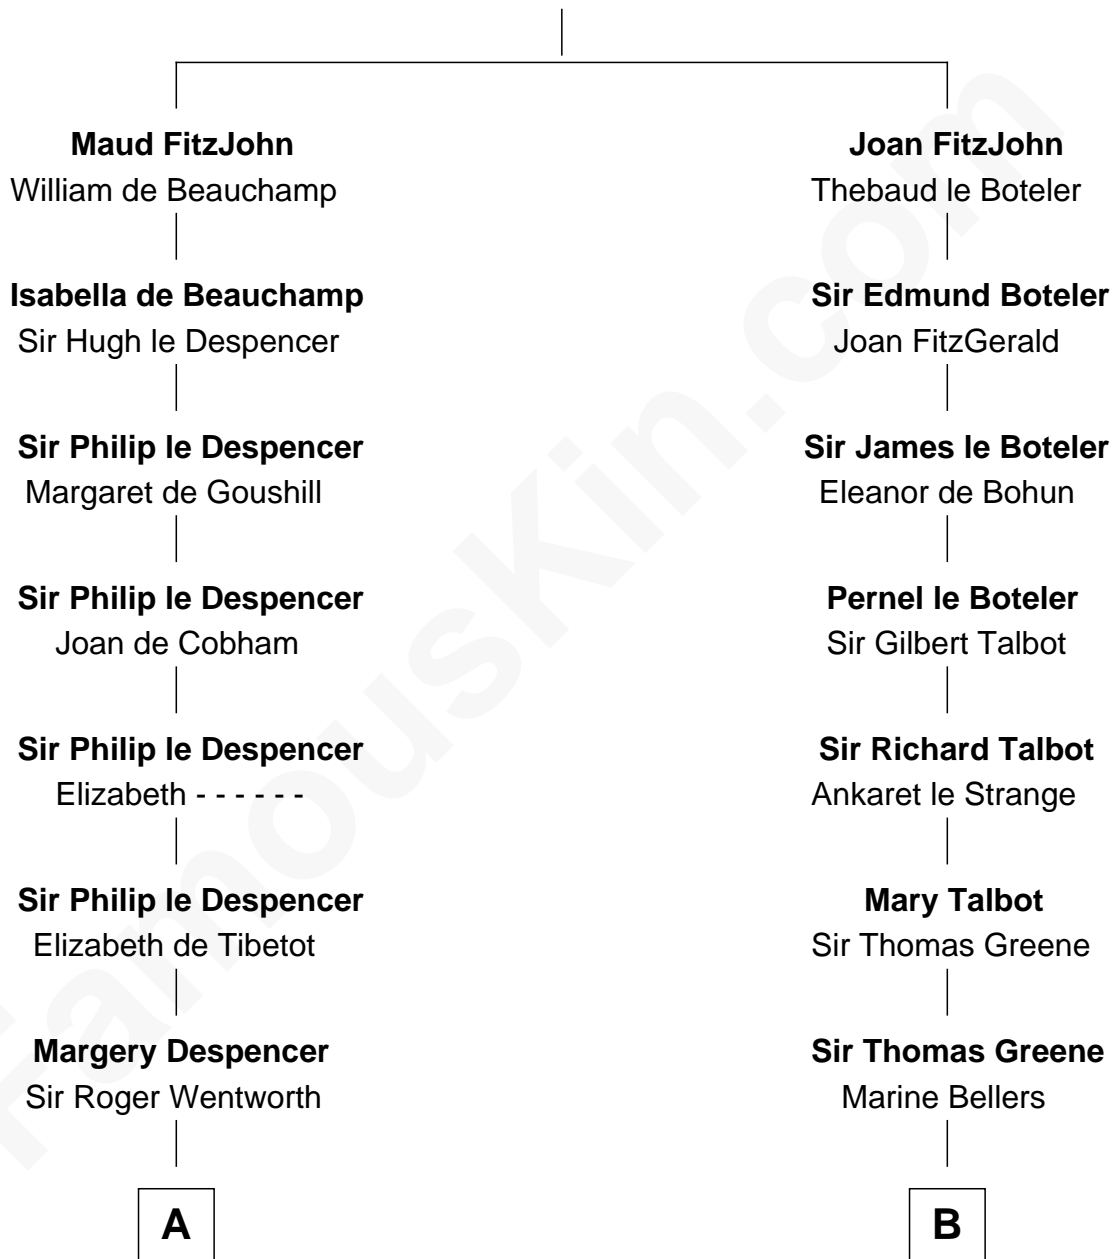 Maud FitzJohn
William de Beauchamp
Isabella de Beauchamp
Sir Hugh le Despencer
Sir Philip le Despencer
Margaret de Goushill
Sir Philip le Despencer
Joan de Cobham
Sir Philip le Despencer
Elizabeth - - - - - -
Sir Philip le Despencer
Elizabeth de Tibetot
Margery Despencer
Sir Roger Wentworth
A
Joan FitzJohn
Thebaud le Boteler
Sir Edmund Boteler
Joan FitzGerald
Sir James le Boteler
Eleanor de Bohun
Pernel le Boteler
Sir Gilbert Talbot
Sir Richard Talbot
Ankaret le Strange
Mary Talbot
Sir Thomas Greene
Sir Thomas Greene
Marine Bellers
B
FamousKin.com